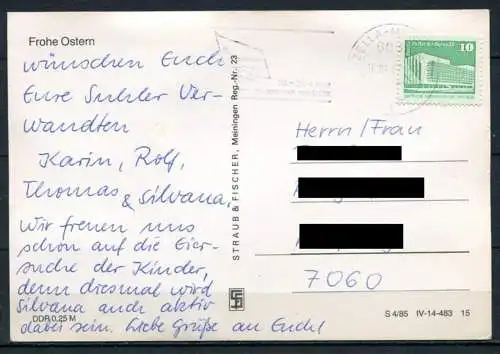 Frohe Ostern
wünschen Euch
Eure Suhler Ver-
wandten
Karin, Rolf,
Thomas & Silvana.
Wir freuen uns
schon auf die Eier-
suche der Kinder,
denn diesmal wird
Silvana auch aktiv
dabei sein. Liebe Grüße an Euch!
DDR 0,25 M
STRAUB & FISCHER, Meiningen Reg.-Nr. 23
ZELLA-M
DDR
10
Herrn/Frau
7060
S 4/85 IV-14-483 15